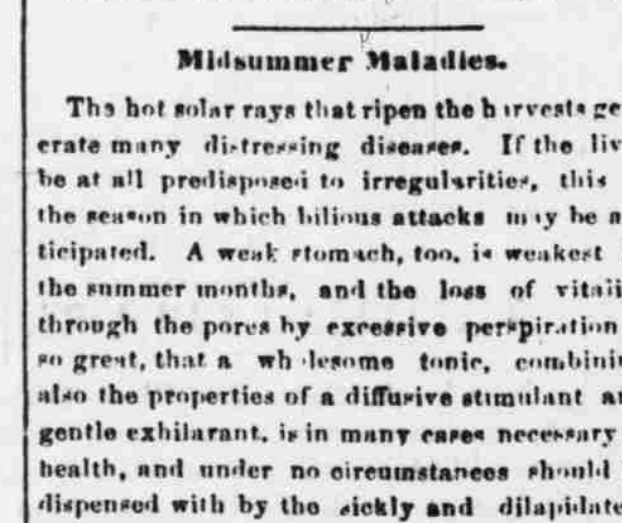 Midsummer Maladies.
The hot solar rays that ripen the harvests ge
erate many distressing diseases. If the liv
be at all predisposed to irregularities, this
the season in which bilious attacks may be a
ticipated. A weak stomach, too, is weakest
the summer months, and the loss of vitali
through the pores by excessive perspiration
so great, that a wholesome tonic, combinin
also the properties of a diffusive stimulant a
gentle exhilarant, is in many cases necessary
health, and under no circumstances should
dispensed with by the sickly and dilapidate